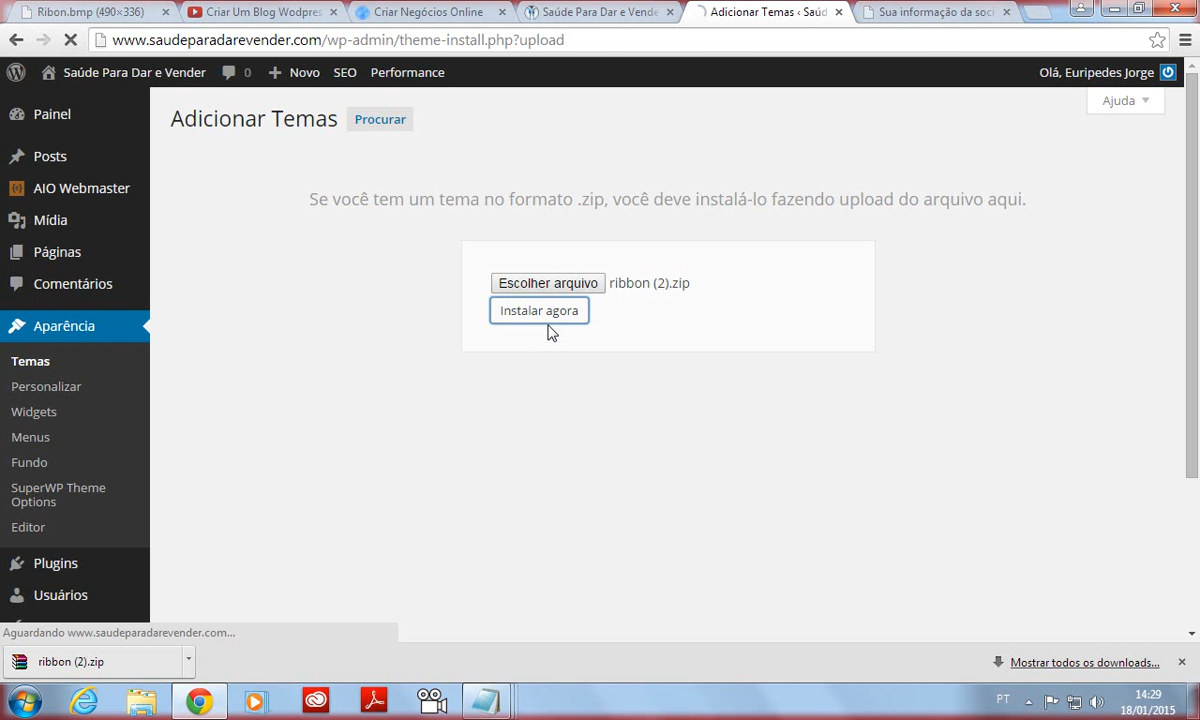 Ribon.bmp (490×336)
Criar Um Blog Wodpres
Criar Negócios Online
Saúde Para Dar e Vende
Adicionar Temas ‹ Saúd
Sua informação da soci
www.saudeparadarevender.com/wp-admin/theme-install.php?upload
Saúde Para Dar e Vender
0
Novo
SEO
Performance
Olá, Euripedes Jorge
Ajuda
Painel
Posts
AIO Webmaster
Mídia
Páginas
Comentários
Aparência
Temas
Personalizar
Widgets
Menus
Fundo
SuperWP Theme
Options
Editor
Plugins
Usuários
Adicionar Temas
Procurar
Se você tem um tema no formato .zip, você deve instalá-lo fazendo upload do arquivo aqui.
Escolher arquivo
ribbon (2).zip
Instalar agora
Aguardando www.saudeparadarevender.com...
ribbon (2).zip
Mostrar todos os downloads...
PT
14:29
18/01/2015